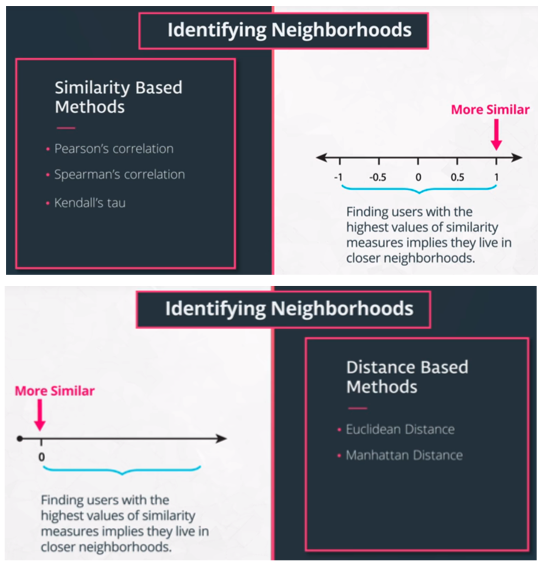 Identifying Neighborhoods
Similarity Based
Methods
• Pearson's correlation
• Spearman's correlation
• Kendall's tau
More Similar
-1 -0.5 0 0.5 1
Finding users with the
highest values of similarity
measures implies they live in
closer neighborhoods.
Identifying Neighborhoods
More Similar
0
Finding users with the
highest values of similarity
measures implies they live in
closer neighborhoods.
Distance Based
Methods
• Euclidean Distance
• Manhattan Distance